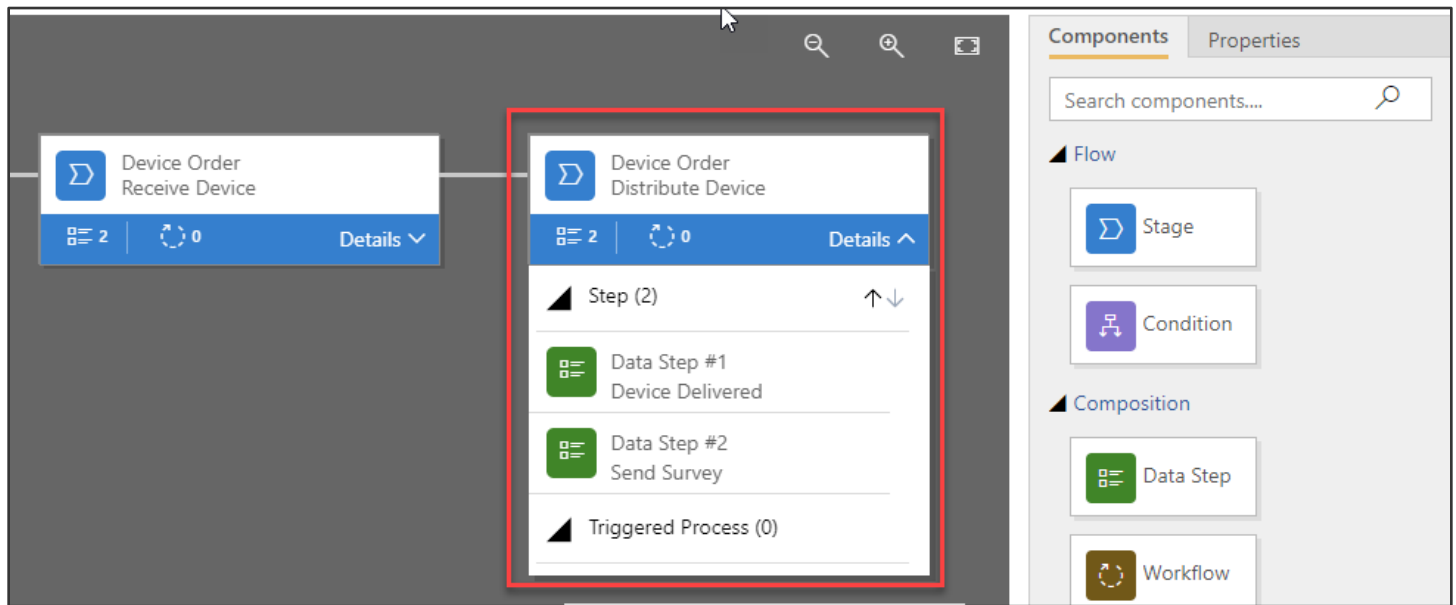 Device Order
Receive Device
2
0
Details
Device Order
Distribute Device
2
0
Details
Step (2)
Data Step #1
Device Delivered
Data Step #2
Send Survey
Triggered Process (0)
Components
Properties
Search components....
Flow
Stage
Condition
Composition
Data Step
Workflow